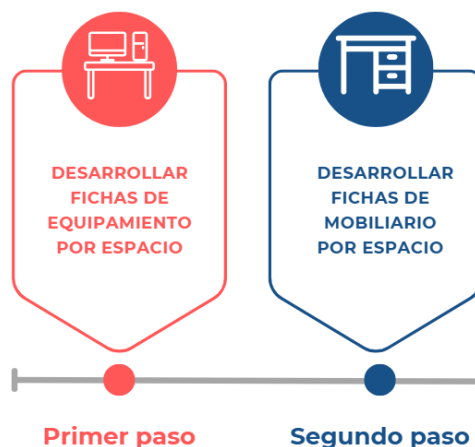 DESARROLLAR
FICHAS DE
EQUIPAMIENTO
POR ESPACIO
DESARROLLAR
FICHAS DE
MOBILIARIO
POR ESPACIO
Primer paso
Segundo paso